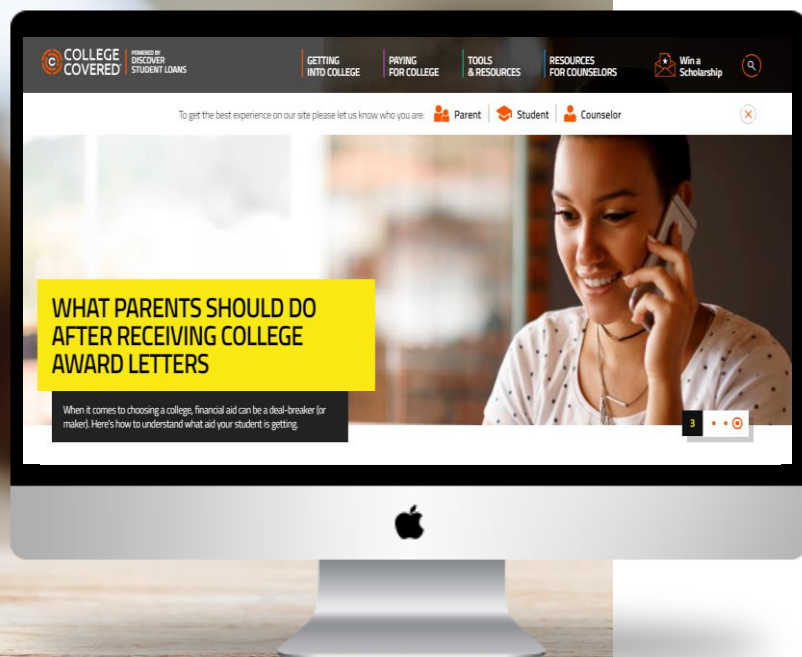 COLLEGE
COVERED
POWERED BY
DISCOVER
STUDENT LOANS
GETTING
INTO COLLEGE
PAYING
FOR COLLEGE
TOOLS
& RESOURCES
RESOURCES
FOR COUNSELORS
Win a
Scholarship
To get the best experience on our site please let us know who you are:
Parent
Student
Counselor
WHAT PARENTS SHOULD DO
AFTER RECEIVING COLLEGE
AWARD LETTERS
When it comes to choosing a college, financial aid can be a deal-breaker (or
maker). Here's how to understand what aid your student is getting.
3